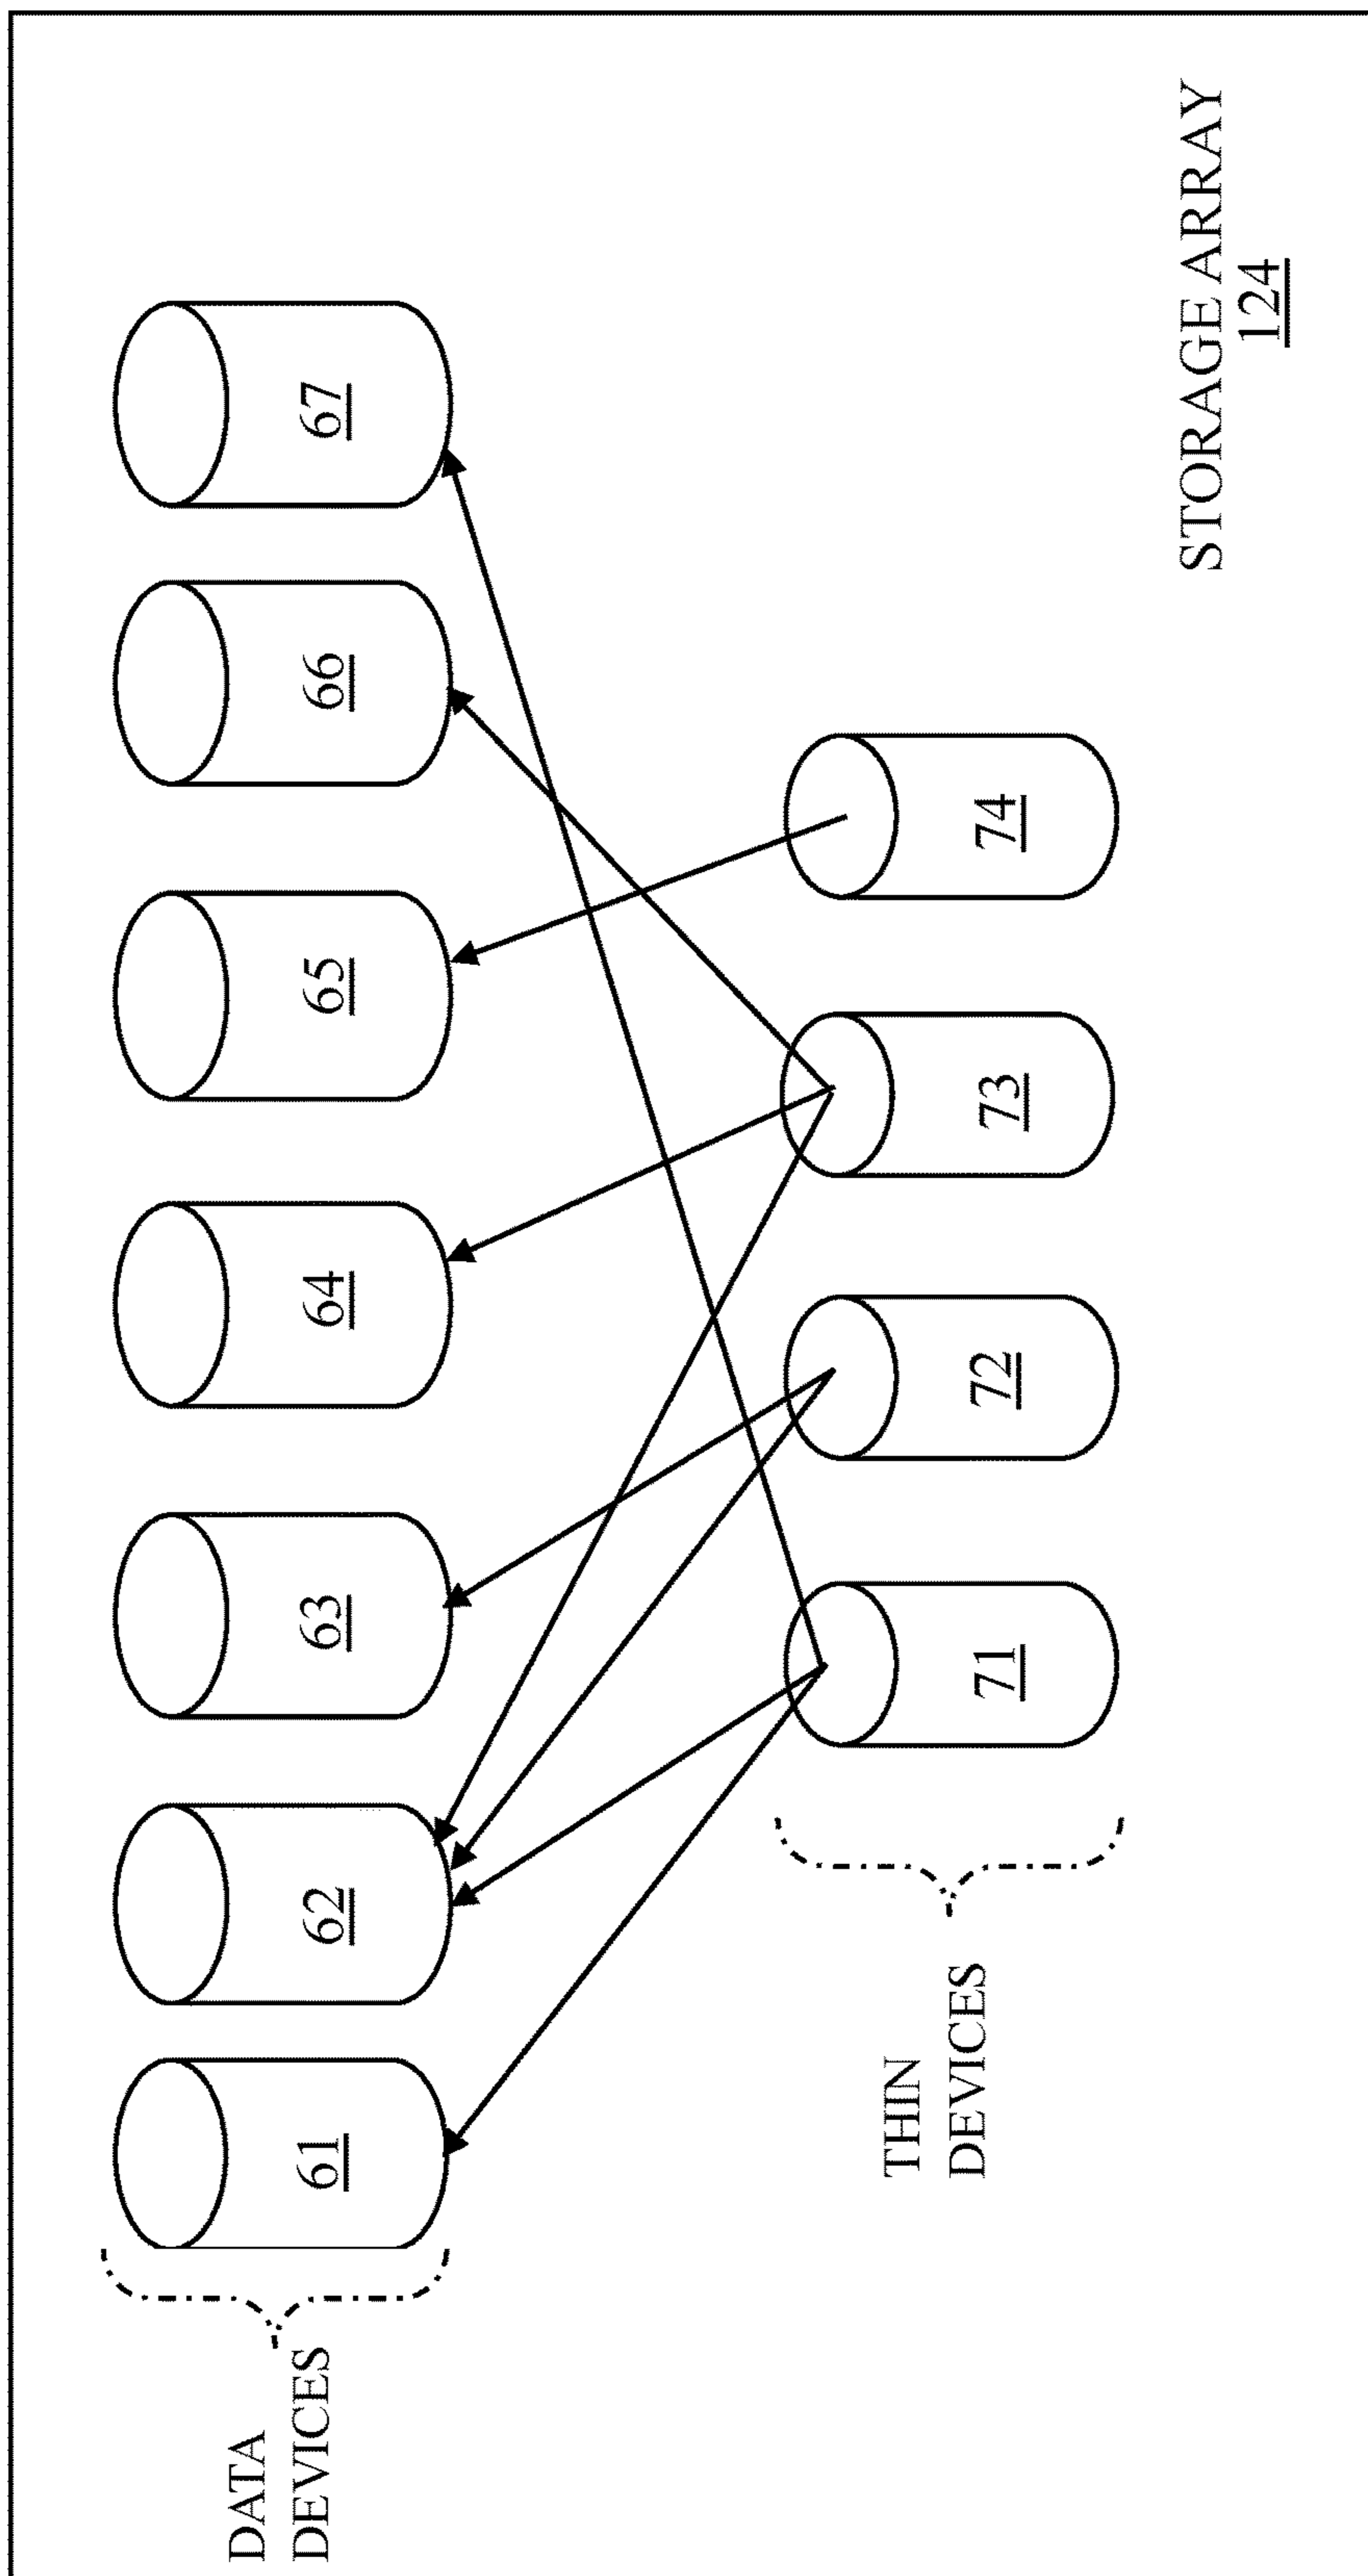 DATA
DEVICES
61
62
63
64
65
66
67
THIN
DEVICES
71
72
73
74
STORAGE ARRAY
124